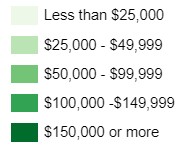 Less than $25,000
$25,000 - $49,999
$50,000 - $99,999
$100,000 -$149,999
$150,000 or more